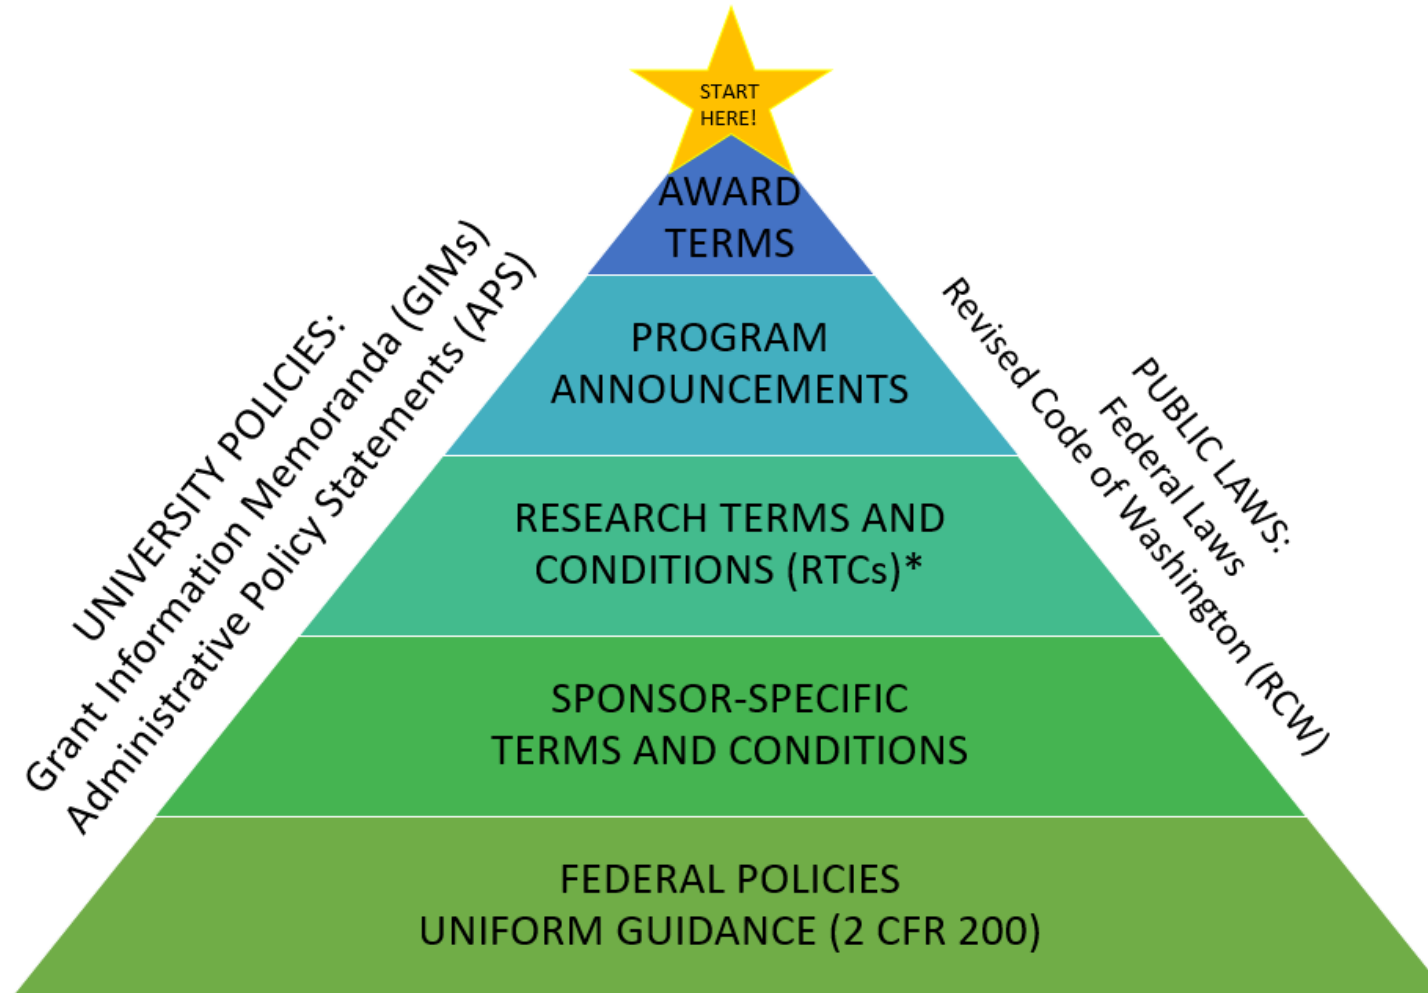 START
HERE!
AWARD
TERMS
PROGRAM
ANNOUNCEMENTS
RESEARCH TERMS AND
CONDITIONS (RTCs)*
SPONSOR-SPECIFIC
TERMS AND CONDITIONS
FEDERAL POLICIES
UNIFORM GUIDANCE (2 CFR 200)
UNIVERSITY POLICIES:
Grant Information Memoranda (GIMs)
Administrative Policy Statements (APS)
PUBLIC LAWS:
Federal Laws
Revised Code of Washington (RCW)